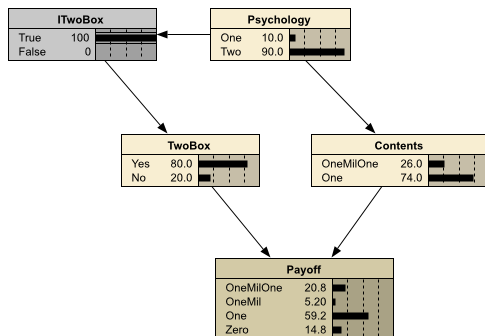 ITwoBox
True 100
False 0
Psychology
One 10.0
Two 90.0
TwoBox
Yes 80.0
No 20.0
Contents
OneMilOne 26.0
One 74.0
Payoff
OneMilOne 20.8
OneMil 5.20
One 59.2
Zero 14.8